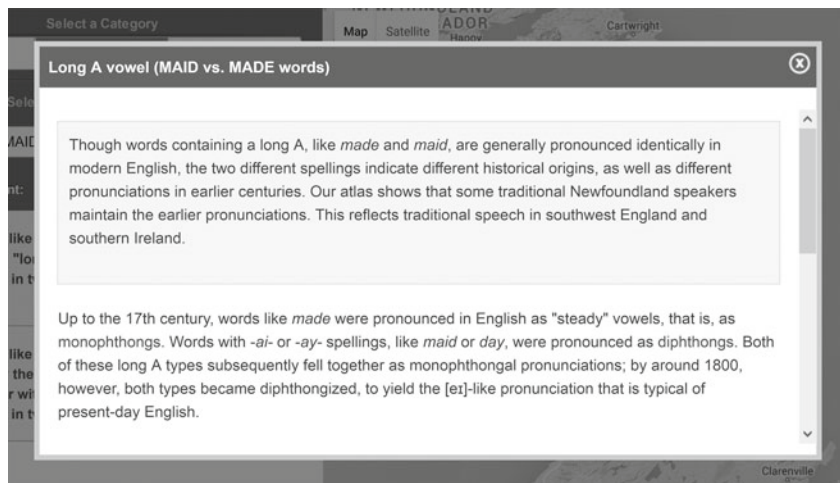 Select a Category
ADOR
Map Satellite
Cartwright
Long A vowel (MAID vs. MADE words)
Though words containing a long A, like made and maid, are generally pronounced identically in
modern English, the two different spellings indicate different historical origins, as well as different
pronunciations in earlier centuries. Our atlas shows that some traditional Newfoundland speakers
maintain the earlier pronunciations. This reflects traditional speech in southwest England and
southern Ireland.
Up to the 17th century, words like made were pronounced in English as "steady" vowels, that is, as
monophthongs. Words with -ai- or -ay- spellings, like maid or day, were pronounced as diphthongs. Both
of these long A types subsequently fell together as monophthongal pronunciations; by around 1800,
however, both types became diphthongized, to yield the [eɪ]-like pronunciation that is typical of
present-day English.
like
in
like
the
in
Clarenville